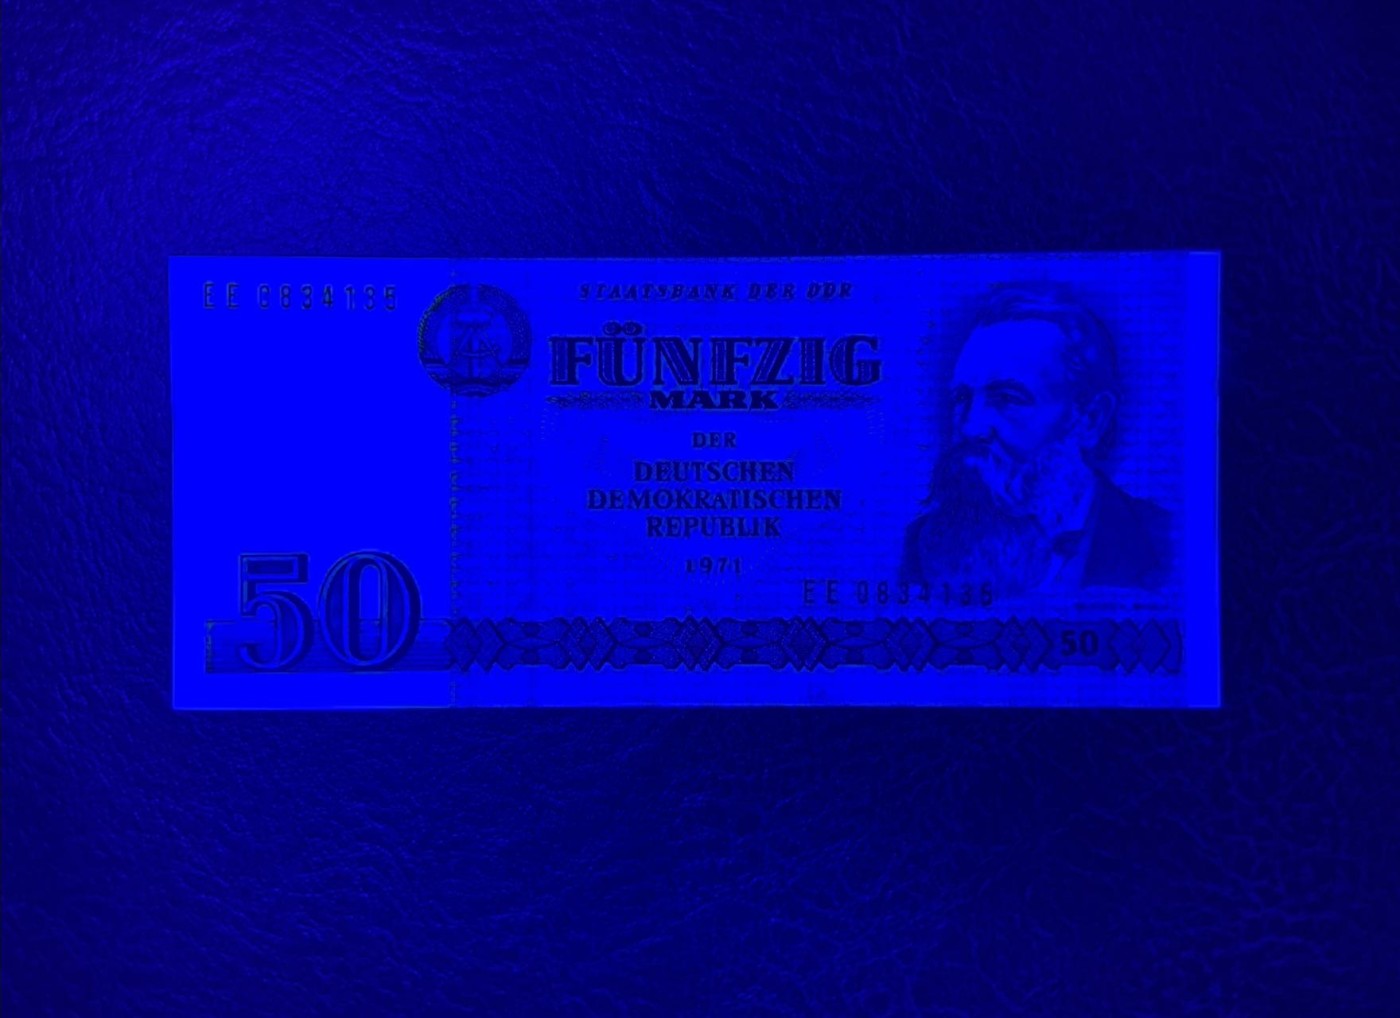 EE 0834135
STAATSBANK DER DDR
FÜNFZIG
MARK
DER
DEUTSCHEN
DEMOKRATISCHEN
REPUBLIK
1971
EE 0834135
50
50